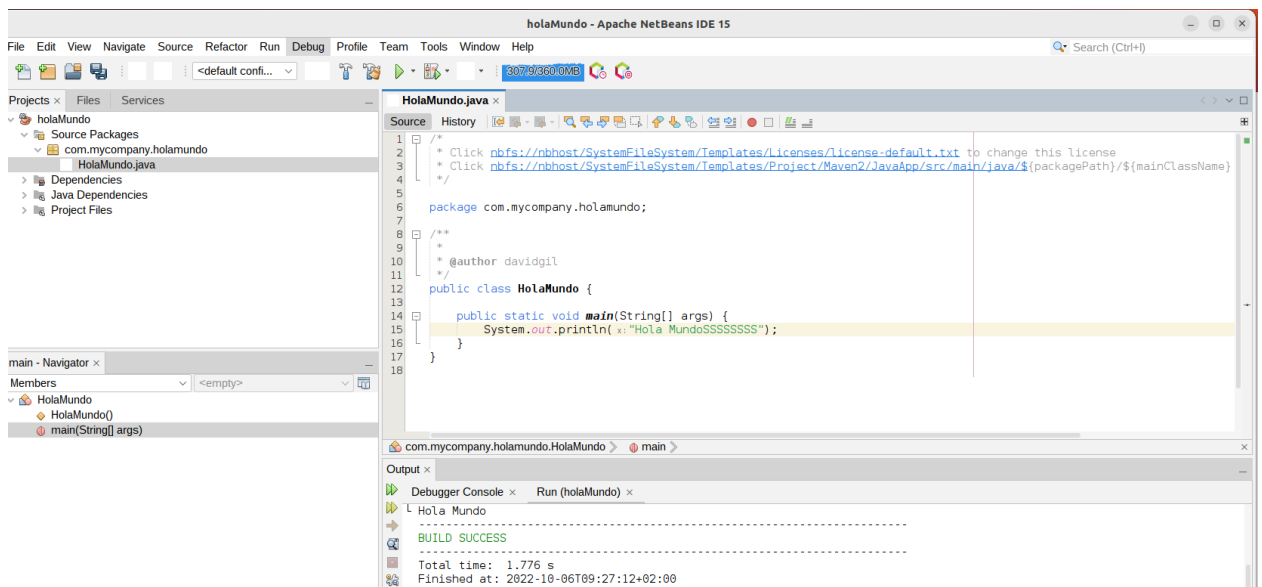 holaMundo - Apache NetBeans IDE 15
File Edit View Navigate Source Refactor Run Debug Profile Team Tools Window Help
Search (Ctrl+I)
<default confi...
307.9/360.0MB
Projects Files Services
holaMundo
Source Packages
com.mycompany.holamundo
HolaMundo.java
Dependencies
Java Dependencies
Project Files
main - Navigator
Members <empty>
HolaMundo
HolaMundo()
main(String[] args)
HolaMundo.java
Source History
1 /*
2 * Click nbfs://nbhost/SystemFileSystem/Templates/Licenses/license-default.txt to change this license
3 * Click nbfs://nbhost/SystemFileSystem/Templates/Project/Maven2/JavaApp/src/main/java/${packagePath}/${mainClassName}
4 */
5
6 package com.mycompany.holamundo;
7
8 /**
9 *
10 * @author davidgil
11 */
12 public class HolaMundo {
13
14 public static void main(String[] args) {
15 System.out.println( x: "Hola MundoSSSSSSSS");
16 }
17 }
18
com.mycompany.holamundo.HolaMundo main
Output
Debugger Console Run (holaMundo)
Hola Mundo
------------------------------------------------------------------------
BUILD SUCCESS
------------------------------------------------------------------------
Total time: 1.776 s
Finished at: 2022-10-06T09:27:12+02:00